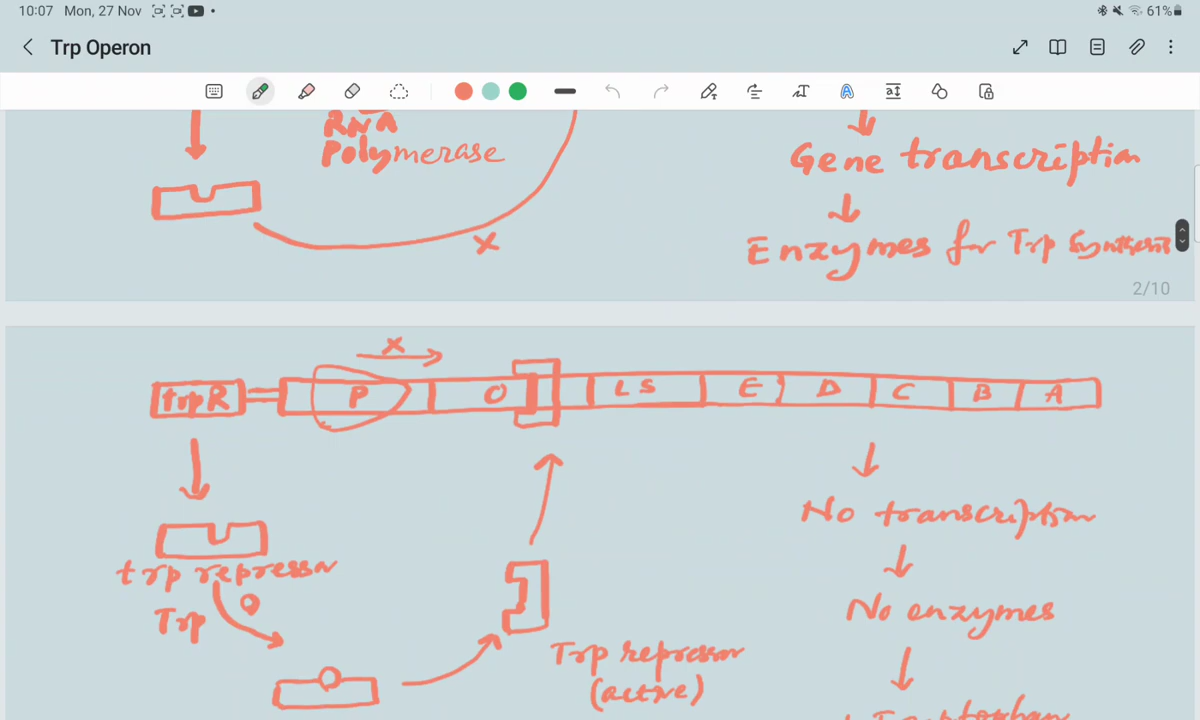 10:07 Mon, 27 Nov
61%
Trp Operon
RNA
Polymerase
Gene transcription
Enzymes for Trp Synthesis
2/10
x
x
trpR P O L S E D C B A
No transcription
trp repressor
Trp
No enzymes
Trp repressor
(active)